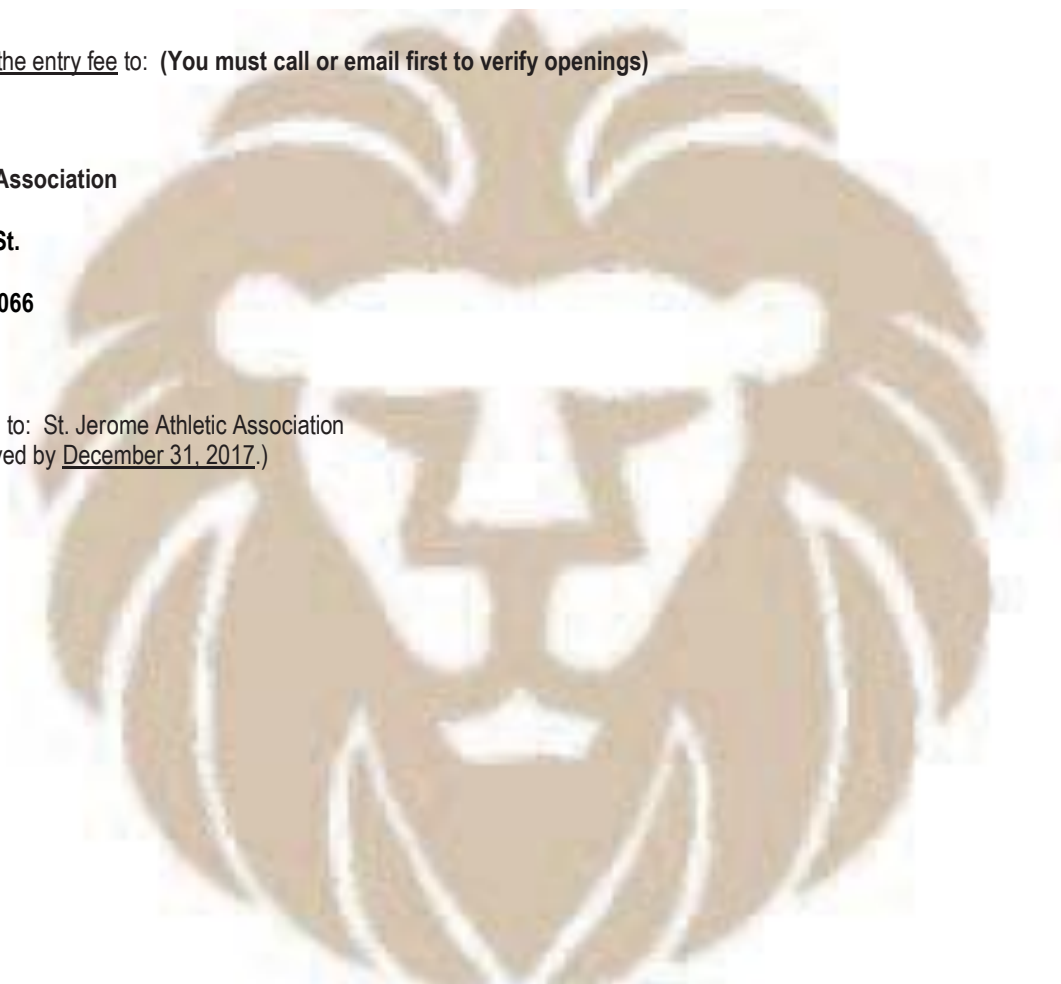 the entry fee to: (You must call or email first to verify openings)
Association
St.
066
to: St. Jerome Athletic Association
ved by December 31, 2017.)